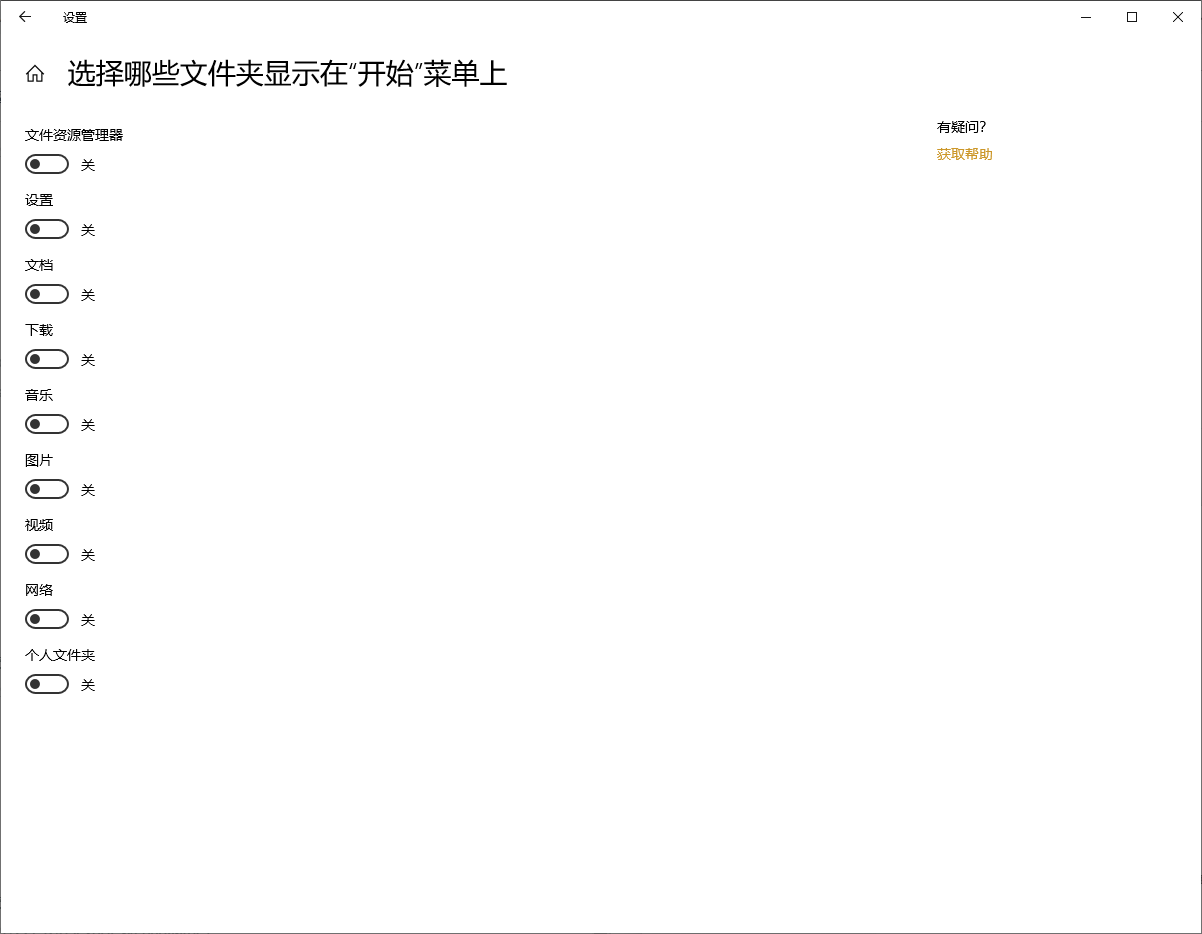 设置
选择哪些文件夹显示在“开始”菜单上
文件资源管理器
关
设置
关
文档
关
下载
关
音乐
关
图片
关
视频
关
网络
关
个人文件夹
关
有疑问?
获取帮助